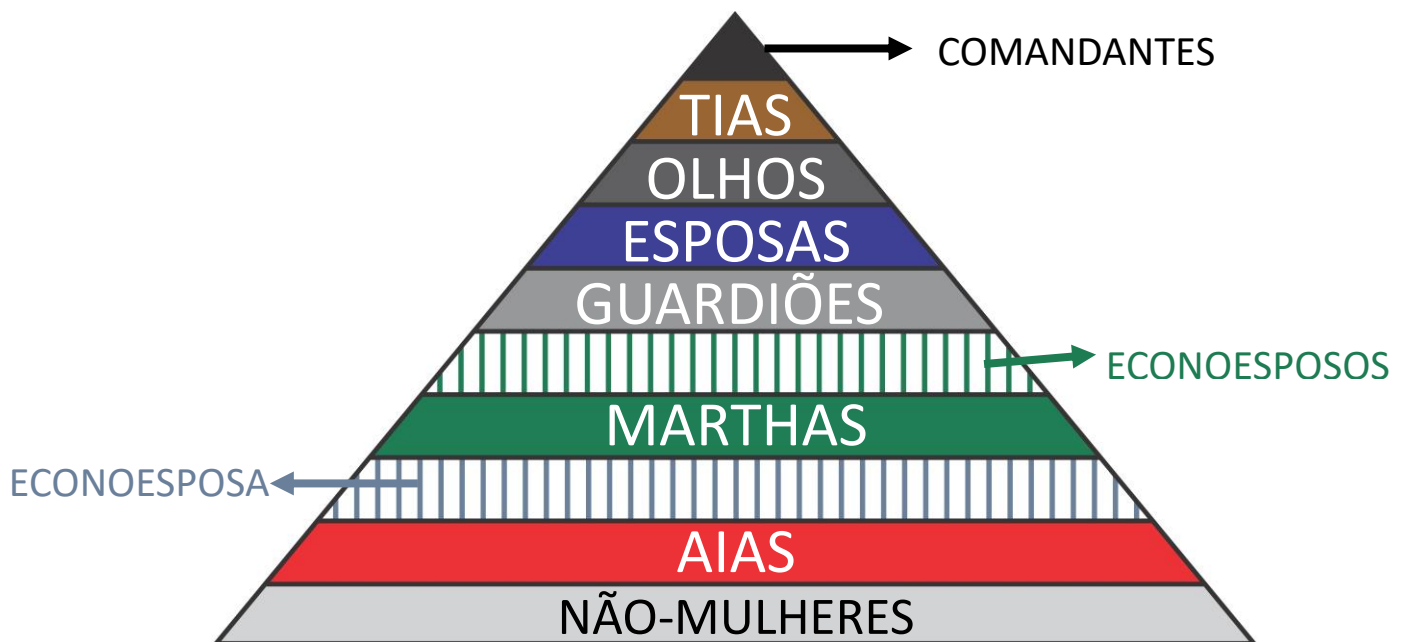 COMANDANTES
TIAS
OLHOS
ESPOSAS
GUARDIÕES
ECONOESPOSOS
MARTHAS
ECONOESPOSA
AIAS
NÃO-MULHERES